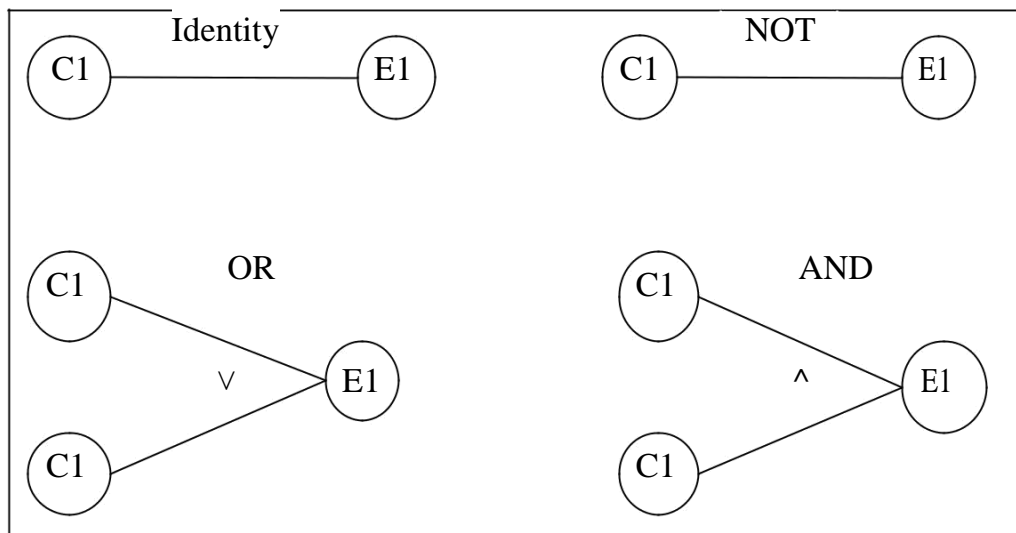 Identity
NOT
C1 E1
C1 E1
OR
AND
C1
C1
∨ E1
^ E1
C1
C1